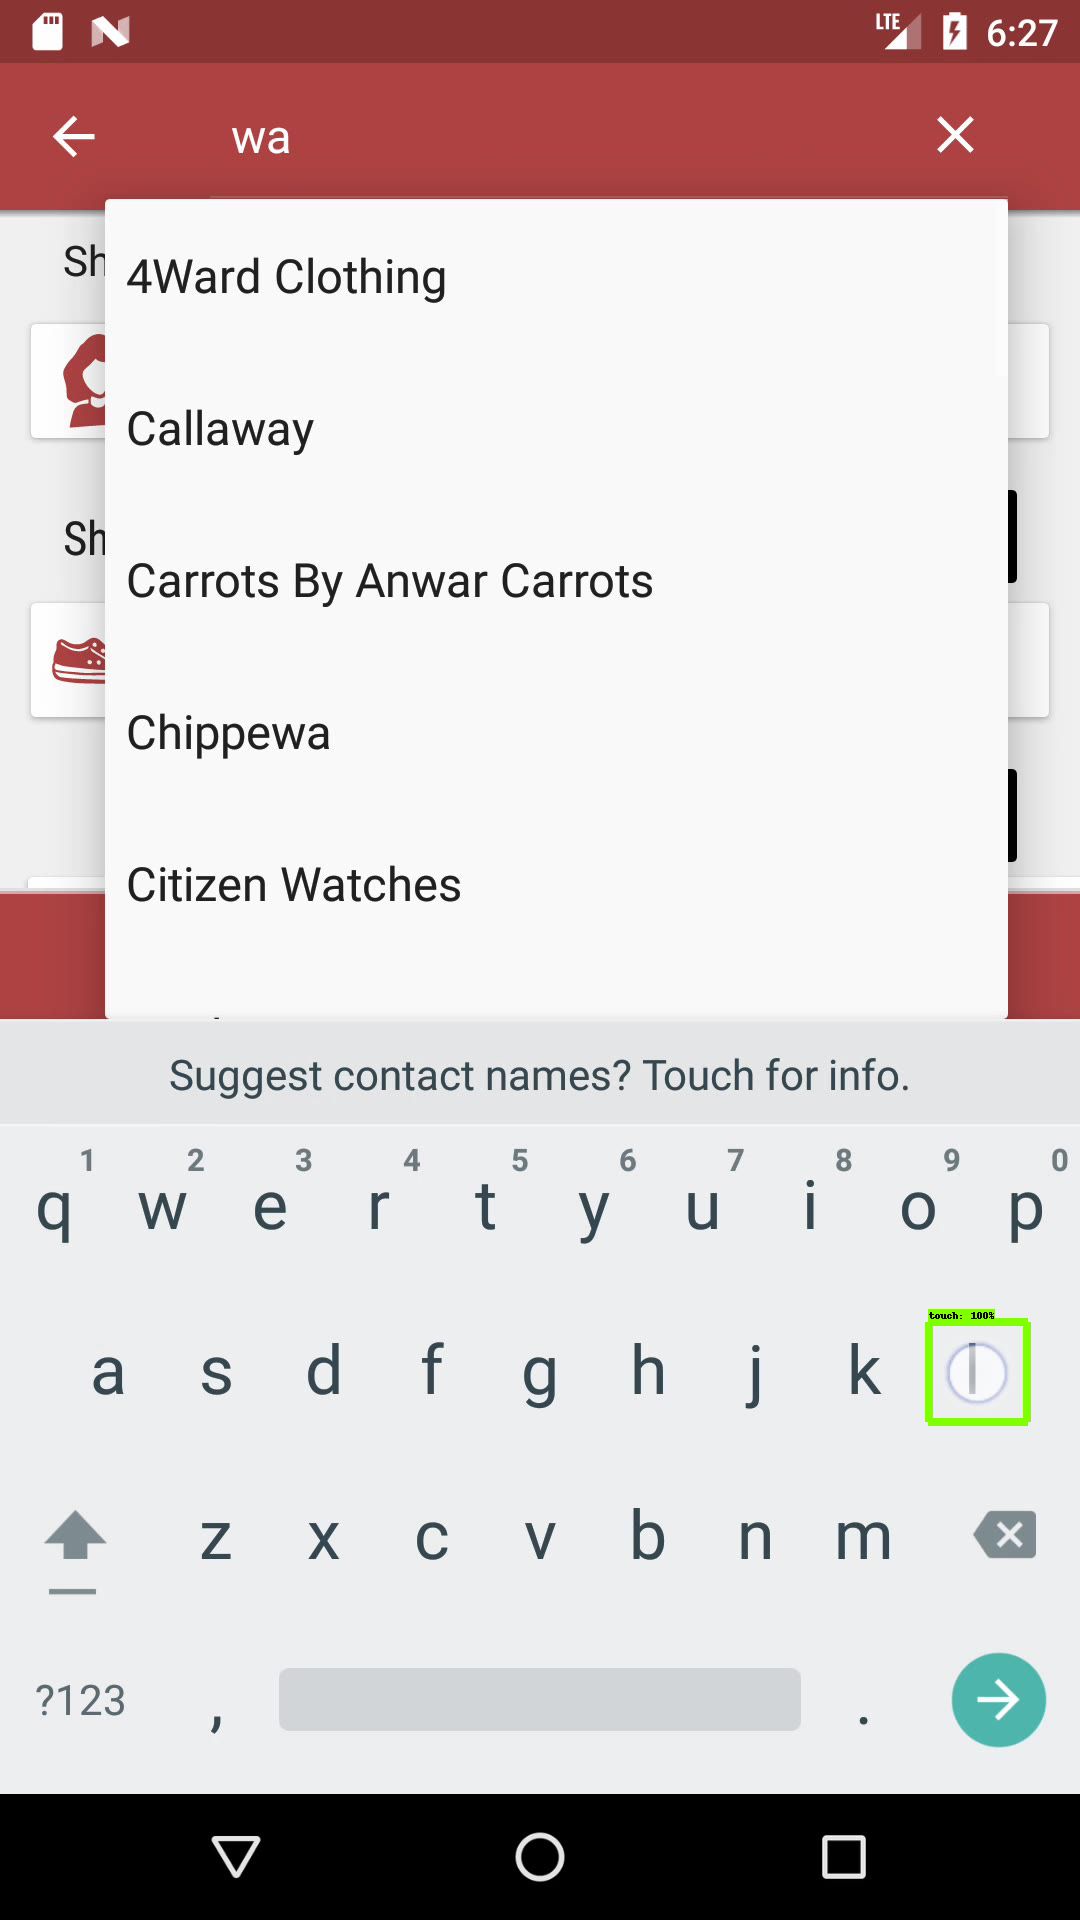 LTE 6:27
wa
Sh
4Ward Clothing
Callaway
Carrots By Anwar Carrots
Sh
Chippewa
Citizen Watches
Suggest contact names? Touch for info.
1 2 3 4 5 6 7 8 9 0
q w e r t y u i o p
touch: 100%
a s d f g h j k l
z x c v b n m
?123 , .